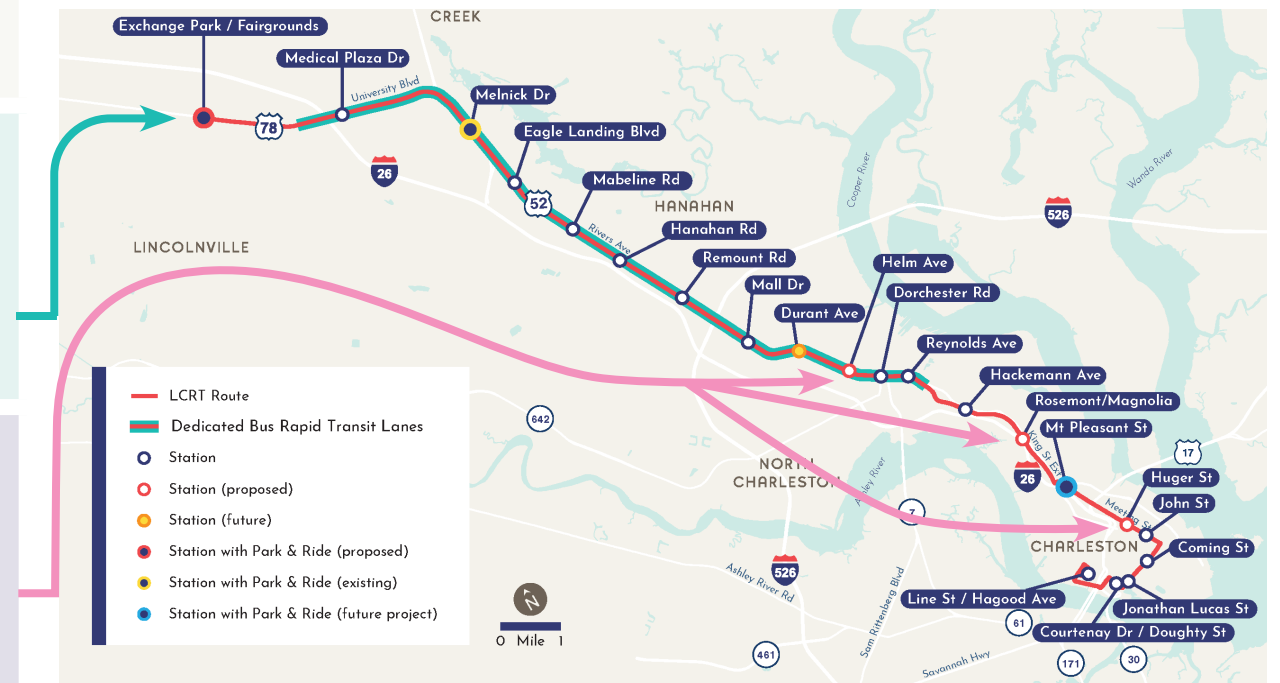 CREEK
Exchange Park / Fairgrounds
Medical Plaza Dr
University Blvd
78
26
Melnick Dr
Eagle Landing Blvd
52
Mabeline Rd
HANAHAN
Rivers Ave
Hanahan Rd
Remount Rd
Mall Dr
Durant Ave
Helm Ave
Dorchester Rd
Reynolds Ave
Hackemann Ave
Rosemont/Magnolia
Mt Pleasant St
Cooper River
Wando River
526
LINCOLNVILLE
LCRT Route
Dedicated Bus Rapid Transit Lanes
Station
Station (proposed)
Station (future)
Station with Park & Ride (proposed)
Station with Park & Ride (existing)
Station with Park & Ride (future project)
642
NORTH
CHARLESTON
Ashley River
7
King St Ext
26
17
Huger St
John St
Meeting St
CHARLESTON
Coming St
Line St / Hagood Ave
Jonathan Lucas St
Courtenay Dr / Doughty St
526
Ashley River Rd
Sam Rittenberg Blvd
Savannah Hwy
61
171
30
461
N
0 Mile 1